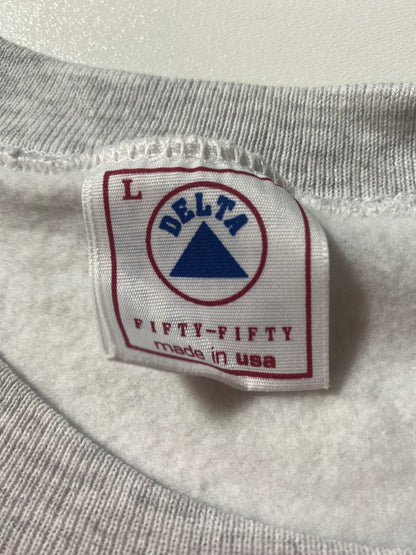 L
DELTA
FIFTY-FIFTY
made in usa